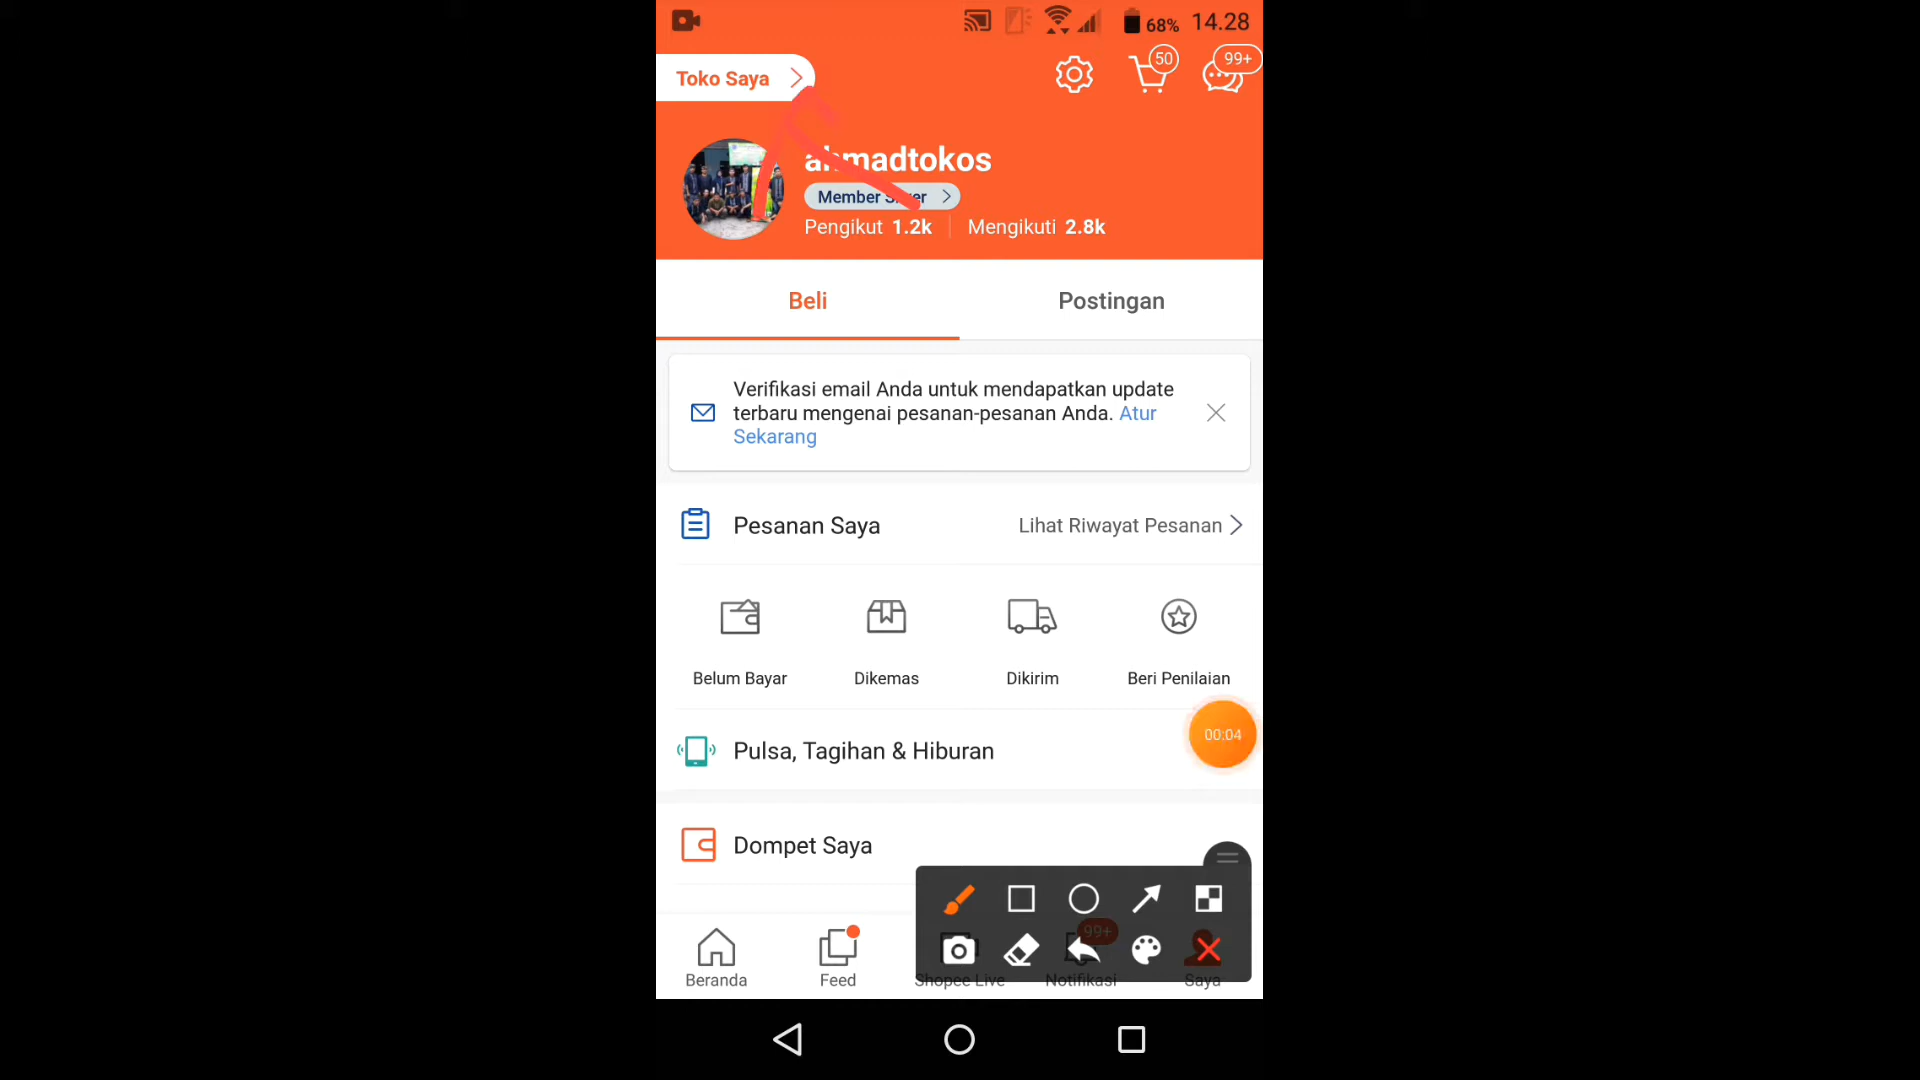 68% 14.28
Toko Saya
50
99+
ahmadtokos
Member
Pengikut 1.2k Mengikuti 2.8k
Beli Postingan
Verifikasi email Anda untuk mendapatkan update
terbaru mengenai pesanan-pesanan Anda. Atur
Sekarang
Pesanan Saya Lihat Riwayat Pesanan
Belum Bayar Dikemas Dikirim Beri Penilaian
00:04
Pulsa, Tagihan & Hiburan
Dompet Saya
99+
Beranda Feed Shopee Live Notifikasi Saya